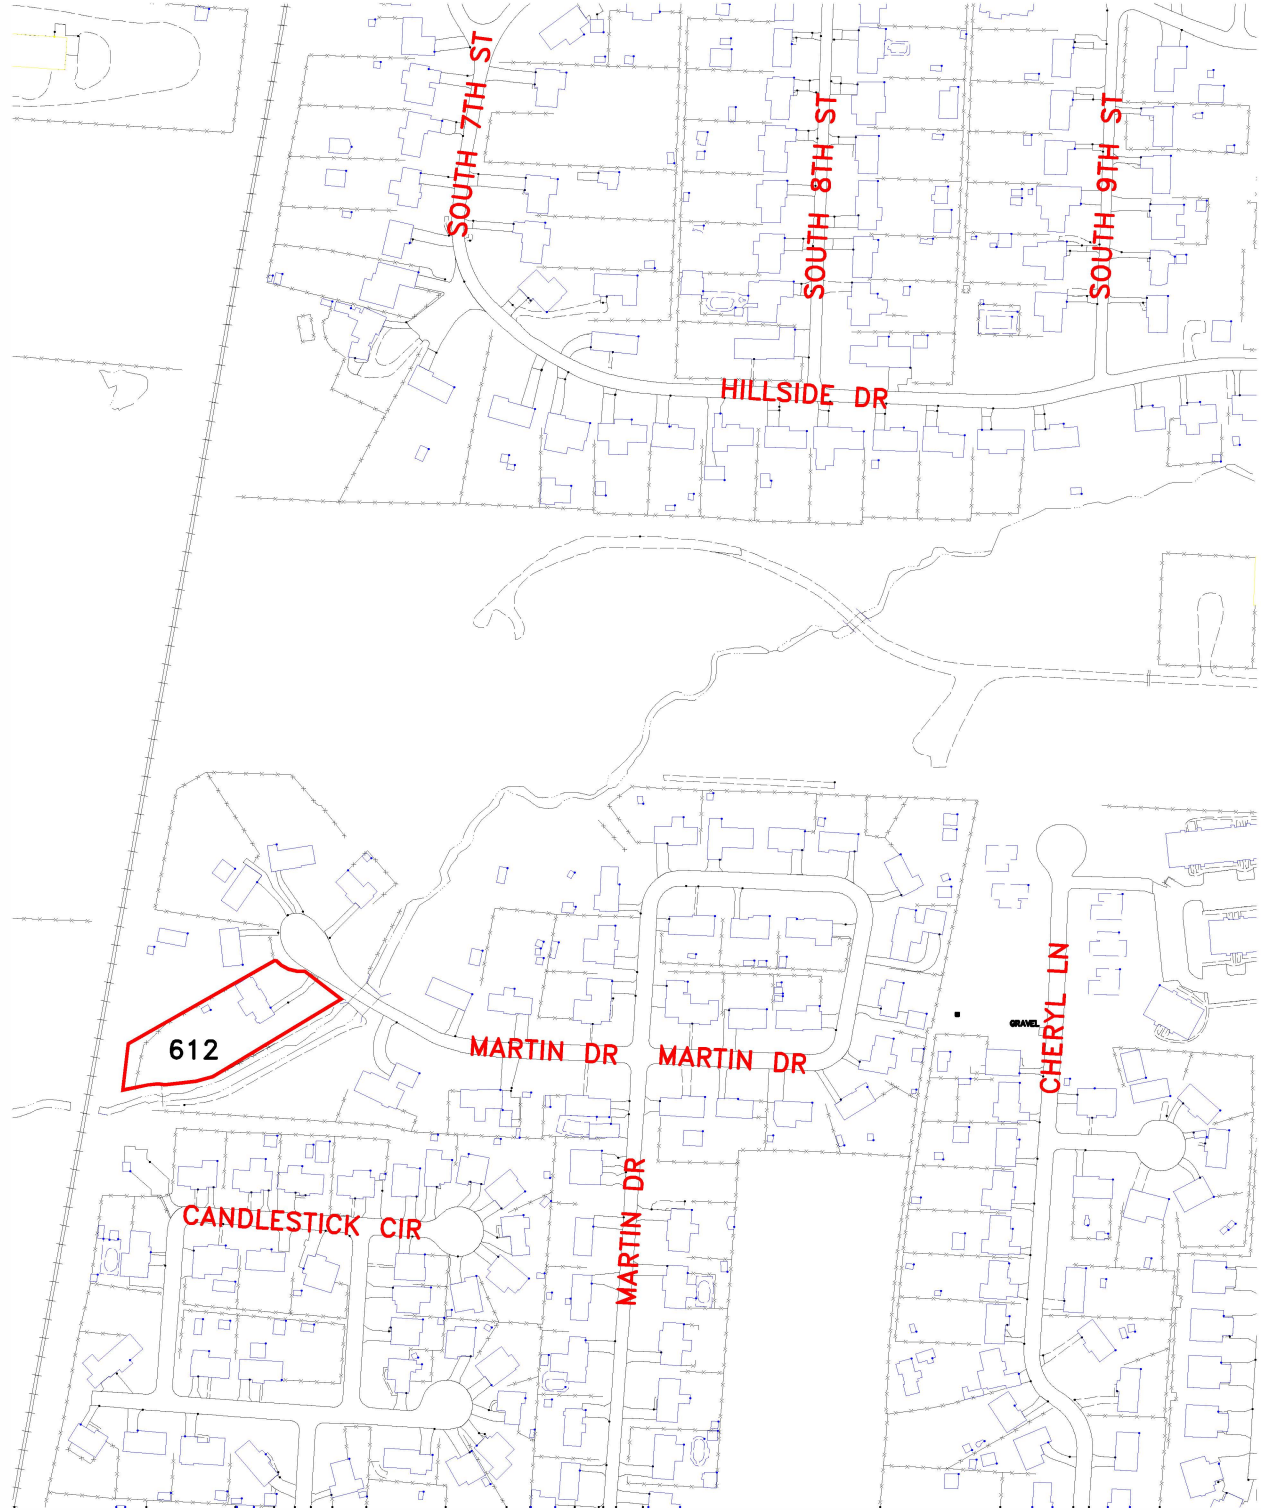 SOUTH 7TH ST
SOUTH 8TH ST
SOUTH 9TH ST
HILLSIDE DR
CHERYL LN
GRAVEL
612
MARTIN DR
MARTIN DR
MARTIN DR
CANDLESTICK CIR